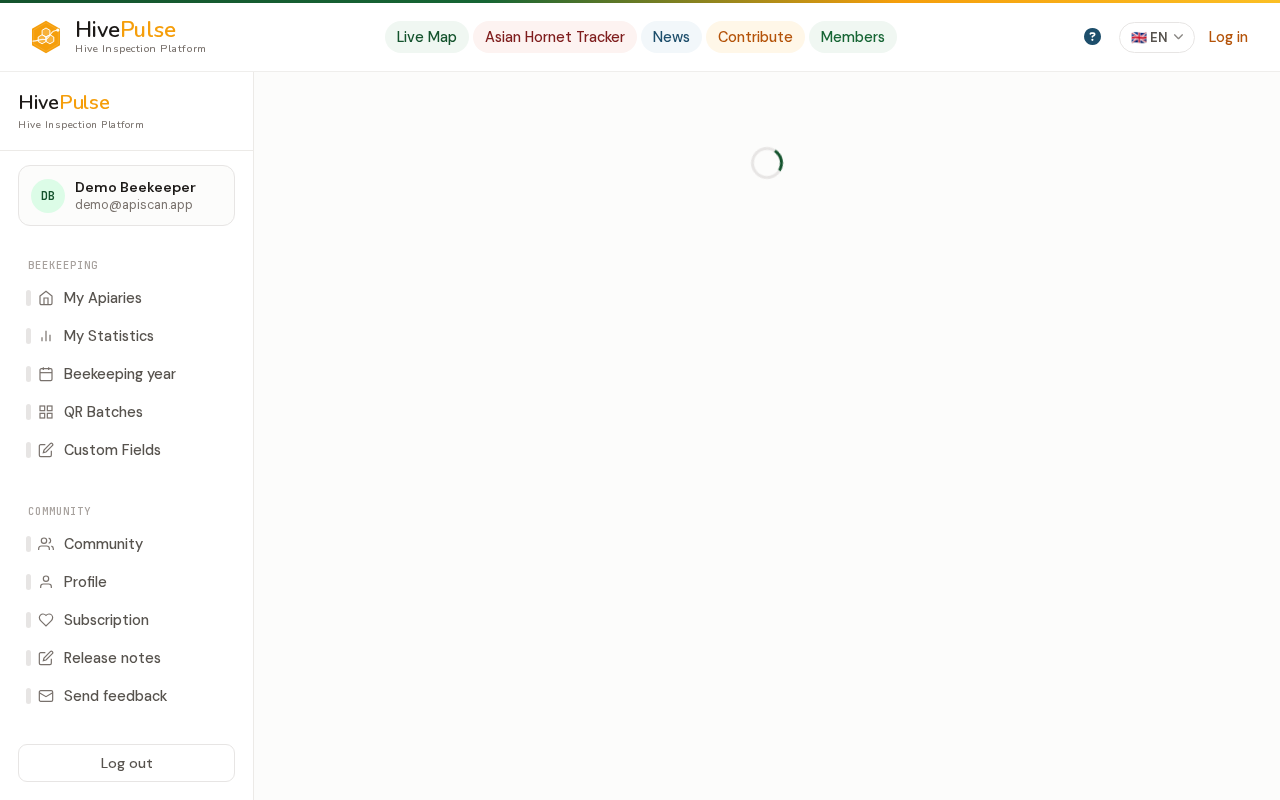 HivePulse
Hive Inspection Platform
Live Map
Asian Hornet Tracker
News
Contribute
Members
?
EN
Log in
HivePulse
Hive Inspection Platform
DB
Demo Beekeeper
demo@apiscan.app
BEEKEEPING
My Apiaries
My Statistics
Beekeeping year
QR Batches
Custom Fields
COMMUNITY
Community
Profile
Subscription
Release notes
Send feedback
Log out